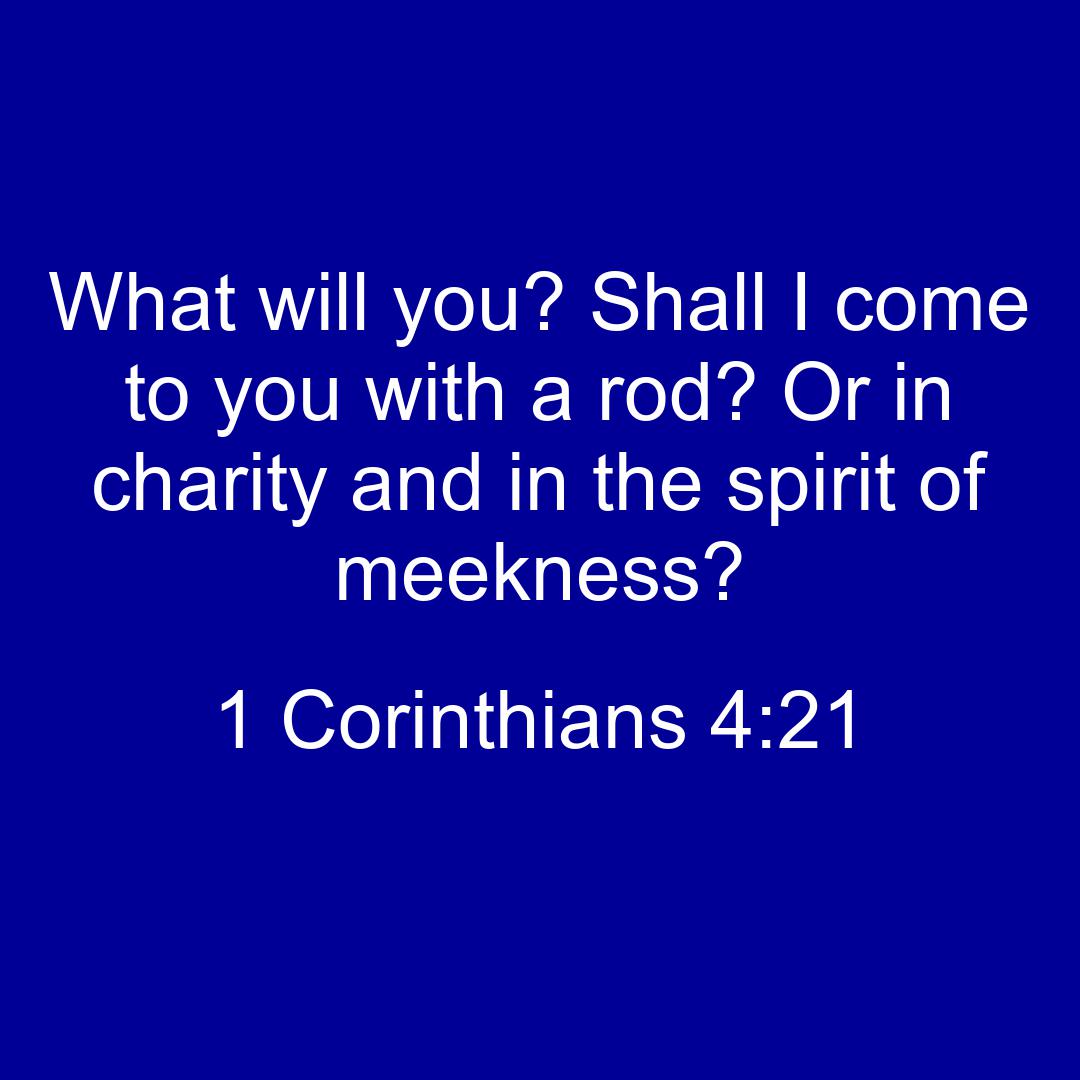 What will you? Shall I come
to you with a rod? Or in
charity and in the spirit of
meekness?
1 Corinthians 4:21